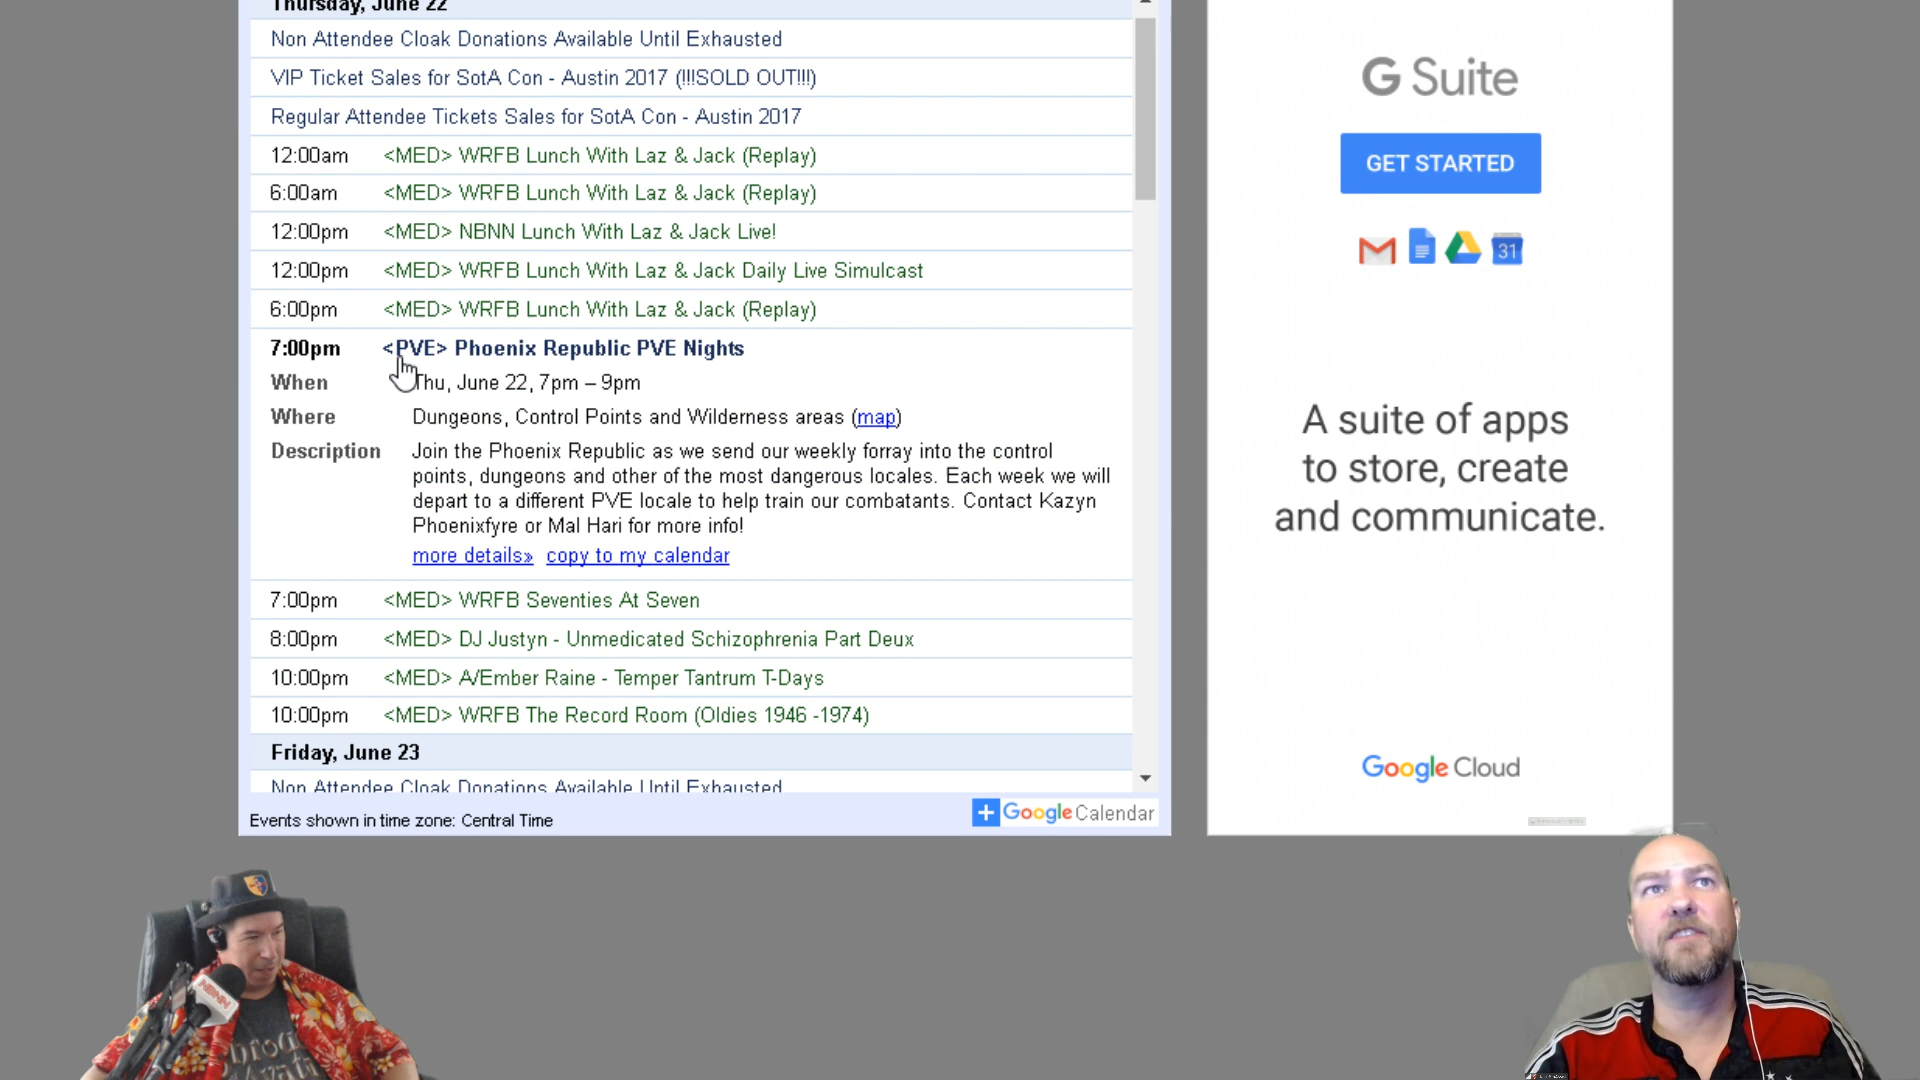 Thursday, June 22
Non Attendee Cloak Donations Available Until Exhausted
VIP Ticket Sales for SotA Con - Austin 2017 (!!!SOLD OUT!!!)
Regular Attendee Tickets Sales for SotA Con - Austin 2017
12:00am <MED> WRFB Lunch With Laz & Jack (Replay)
6:00am <MED> WRFB Lunch With Laz & Jack (Replay)
12:00pm <MED> NBNN Lunch With Laz & Jack Live!
12:00pm <MED> WRFB Lunch With Laz & Jack Daily Live Simulcast
6:00pm <MED> WRFB Lunch With Laz & Jack (Replay)
7:00pm <PVE> Phoenix Republic PVE Nights
When Thu, June 22, 7pm – 9pm
Where Dungeons, Control Points and Wilderness areas (map)
Description Join the Phoenix Republic as we send our weekly forray into the control
points, dungeons and other of the most dangerous locales. Each week we will
depart to a different PVE locale to help train our combatants. Contact Kazyn
Phoenixfyre or Mal Hari for more info!
more details» copy to my calendar
7:00pm <MED> WRFB Seventies At Seven
8:00pm <MED> DJ Justyn - Unmedicated Schizophrenia Part Deux
10:00pm <MED> A/Ember Raine - Temper Tantrum T-Days
10:00pm <MED> WRFB The Record Room (Oldies 1946 -1974)
Friday, June 23
Non Attendee Cloak Donations Available Until Exhausted
Events shown in time zone: Central Time
+ Google Calendar
G Suite
GET STARTED
31
A suite of apps
to store, create
and communicate.
Google Cloud
NBNN